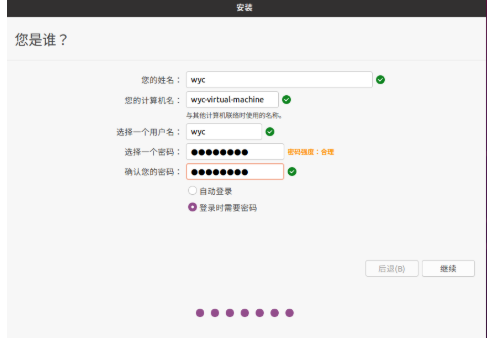 安装
您是谁？
您的姓名： wyc
您的计算机名： wyc-virtual-machine
与其他计算机联络时使用的名称。
选择一个用户名： wyc
选择一个密码： ●●●●●●●● 密码强度：合理
确认您的密码： ●●●●●●●●
自动登录
登录时需要密码
后退(B) 继续